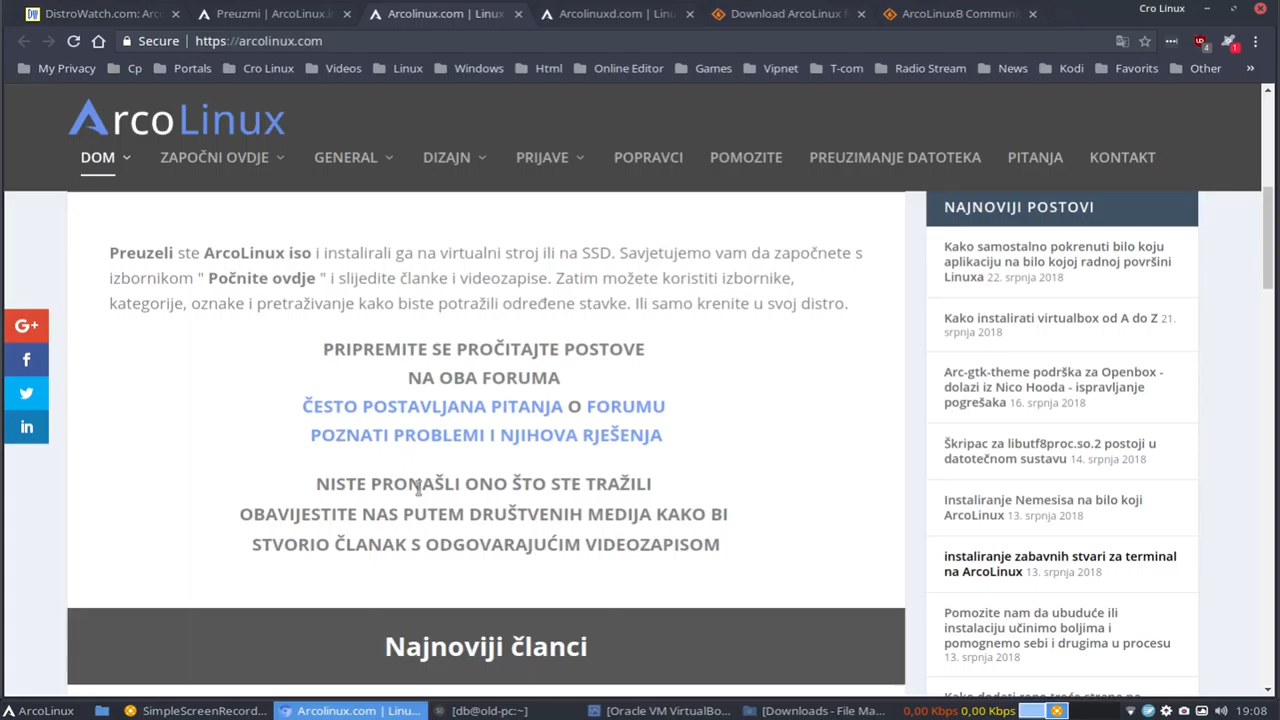 DistroWatch.com: Arc
Preuzmi | ArcoLinux.in
Arcolinux.com | Linux
Arcolinuxd.com | Linu
Download ArcoLinux f
ArcoLinuxB Communi
Cro Linux
Secure
https://arcolinux.com
4
1
My Privacy
Cp
Portals
Cro Linux
Videos
Linux
Windows
Html
Online Editor
Games
Vipnet
T-com
Radio Stream
News
Kodi
Favorits
Other
ArcoLinux
DOM
ZAPOČNI OVDJE
GENERAL
DIZAJN
PRIJAVE
POPRAVCI
POMOZITE
PREUZIMANJE DATOTEKA
PITANJA
KONTAKT
Preuzeli ste ArcoLinux iso i instalirali ga na virtualni stroj ili na SSD. Savjetujemo vam da započnete s
izbornikom " Počnite ovdje " i slijedite članke i videozapise. Zatim možete koristiti izbornike,
kategorije, oznake i pretraživanje kako biste potražili određene stavke. Ili samo krenite u svoj distro.
PRIPREMITE SE PROČITAJTE POSTOVE
NA OBA FORUMA
ČESTO POSTAVLJANA PITANJA O FORUMU
POZNATI PROBLEMI I NJIHOVA RJEŠENJA
NISTE PRONAŠLI ONO ŠTO STE TRAŽILI
OBAVIJESTITE NAS PUTEM DRUŠTVENIH MEDIJA KAKO BI
STVORIO ČLANAK S ODGOVARAJUĆIM VIDEOZAPISOM
Najnoviji članci
G+
f
in
NAJNOVIJI POSTOVI
Kako samostalno pokrenuti bilo koju
aplikaciju na bilo kojoj radnoj površini
Linuxa 22. srpnja 2018
Kako instalirati virtualbox od A do Z 21.
srpnja 2018
Arc-gtk-theme podrška za Openbox -
dolazi iz Nico Hooda - ispravljanje
pogrešaka 16. srpnja 2018
Škripac za libutf8proc.so.2 postoji u
datotečnom sustavu 14. srpnja 2018
Instaliranje Nemesisa na bilo koji
ArcoLinux 13. srpnja 2018
instaliranje zabavnih stvari za terminal
na ArcoLinux 13. srpnja 2018
Pomozite nam da ubuduće ili
instalaciju učinimo boljima i
pomognemo sebi i drugima u procesu
13. srpnja 2018
ArcoLinux
SimpleScreenRecord...
Arcolinux.com | Linu...
[db@old-pc:~]
[Oracle VM VirtualBo...
[Downloads - File Ma...
0,00 Kbps 0,00 Kbps
19:08